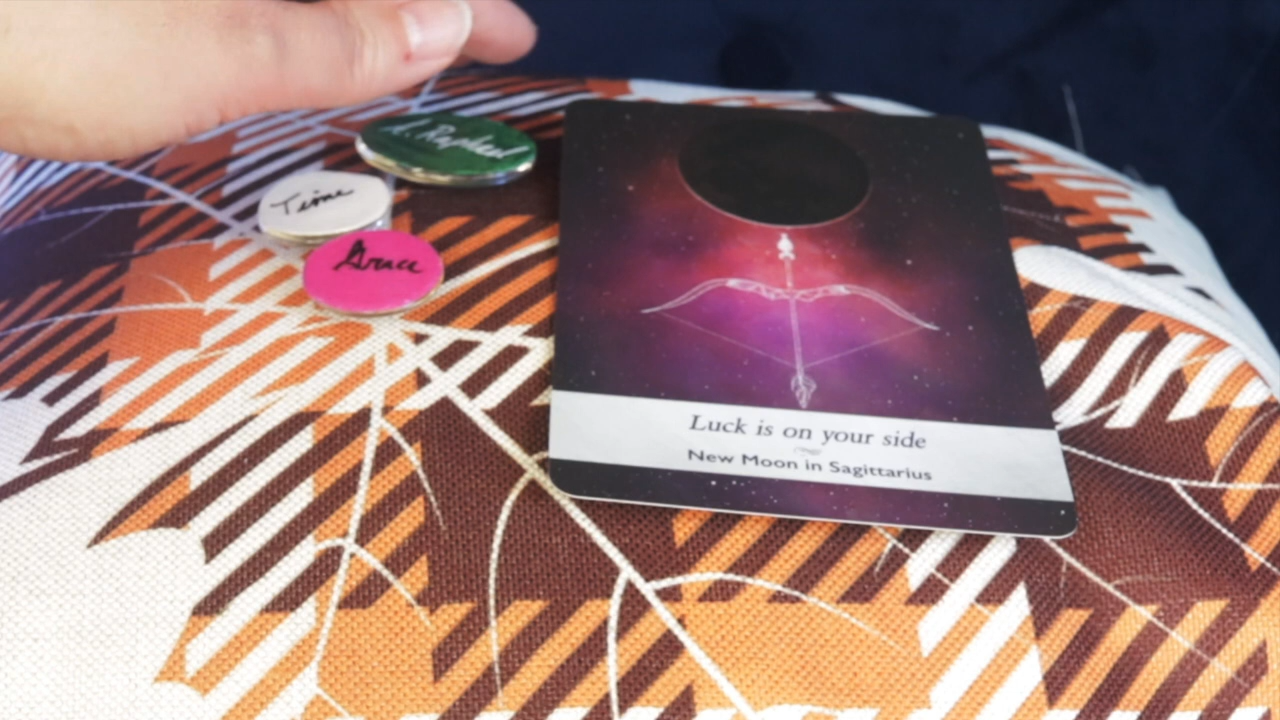 A. Raphael
Time
Grace
Luck is on your side
New Moon in Sagittarius